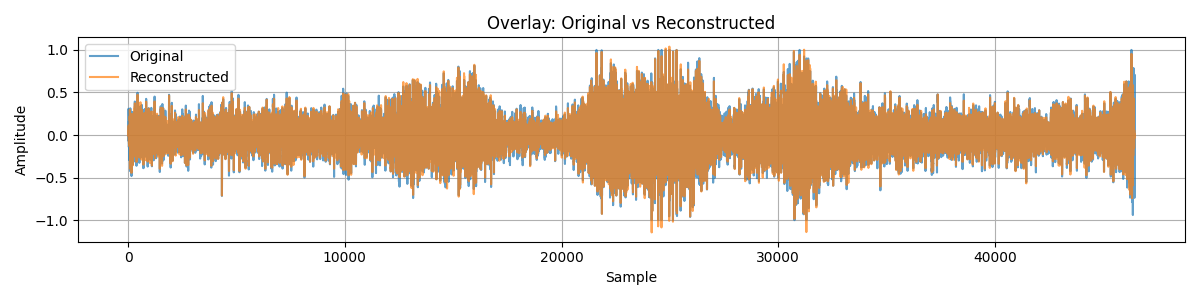 Overlay: Original vs Reconstructed
Original
Reconstructed
Amplitude
1.0
0.5
0.0
−0.5
−1.0
0 10000 20000 30000 40000
Sample